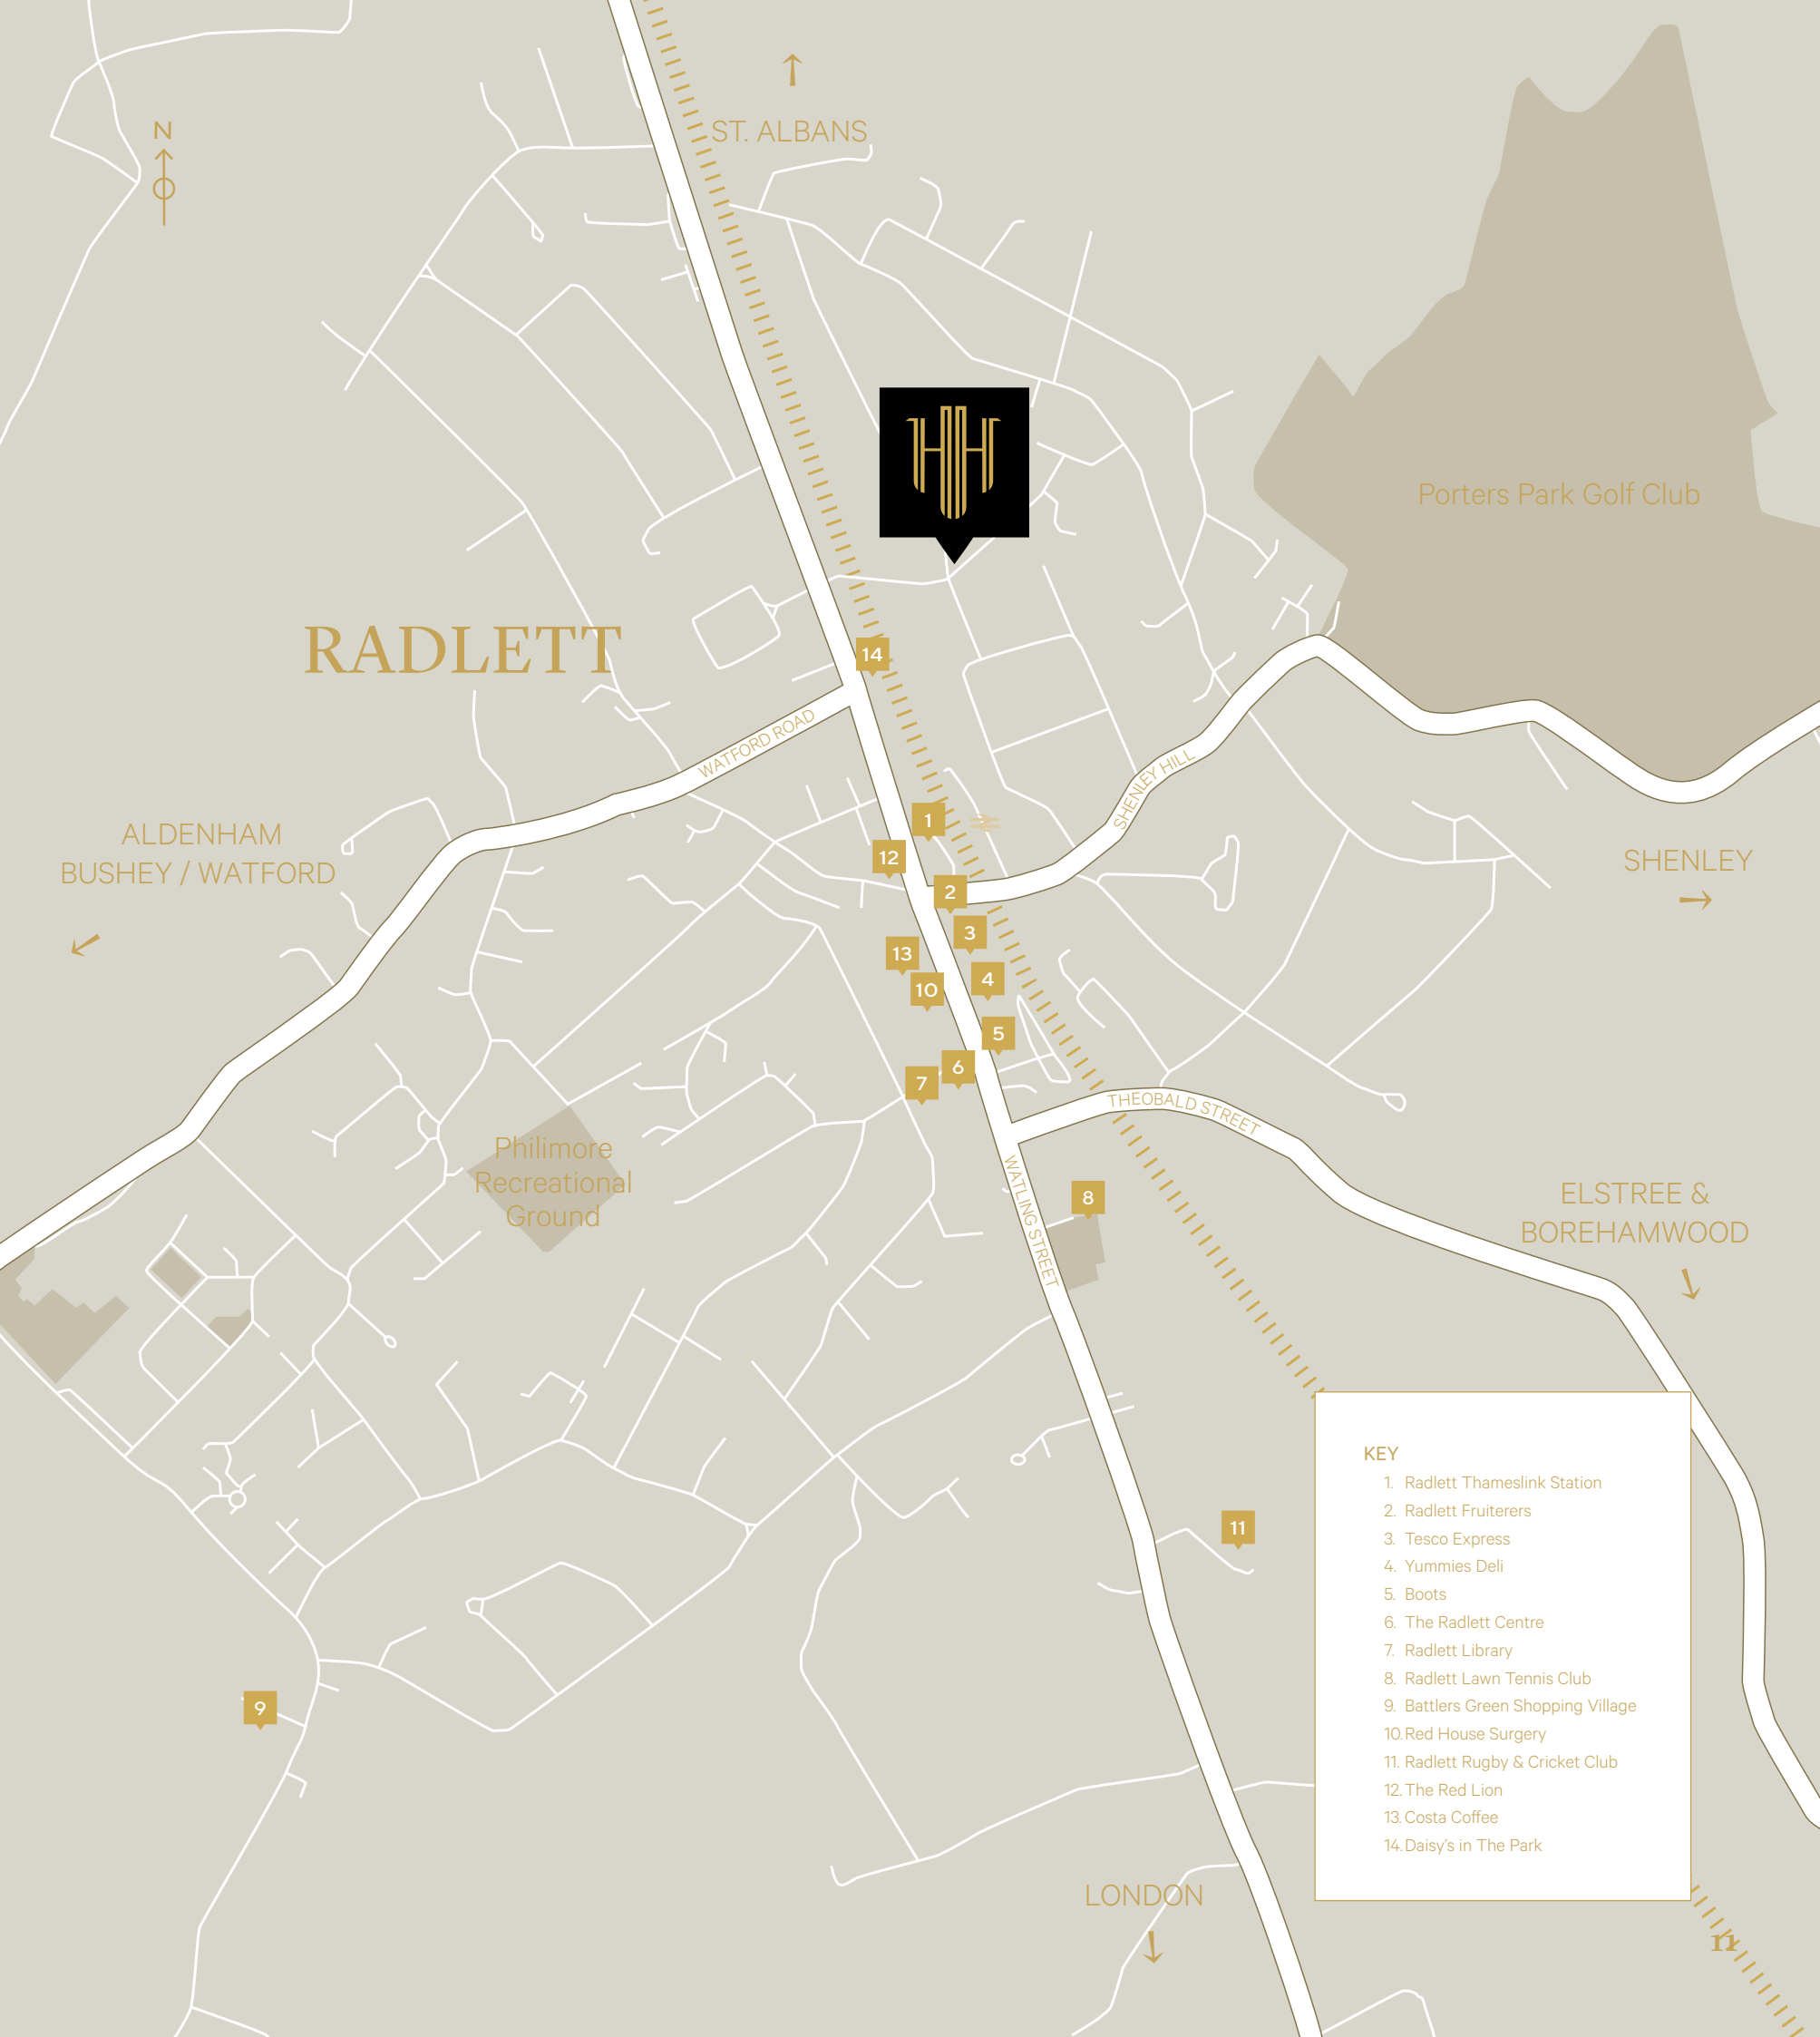 N
ST. ALBANS
HH
Porters Park Golf Club
RADLETT
14
WATFORD ROAD
SHENLEY HILL
ALDENHAM
BUSHEY / WATFORD
1
12
SHENLEY
2
3
13
4
10
5
6
7
THEOBALD STREET
Philimore
Recreational
Ground
WATLING STREET
8
ELSTREE &
BOREHAMWOOD
11
9
KEY
1. Radlett Thameslink Station
2. Radlett Fruiterers
3. Tesco Express
4. Yummies Deli
5. Boots
6. The Radlett Centre
7. Radlett Library
8. Radlett Lawn Tennis Club
9. Battlers Green Shopping Village
10. Red House Surgery
11. Radlett Rugby & Cricket Club
12. The Red Lion
13. Costa Coffee
14. Daisy's in The Park
LONDON
11